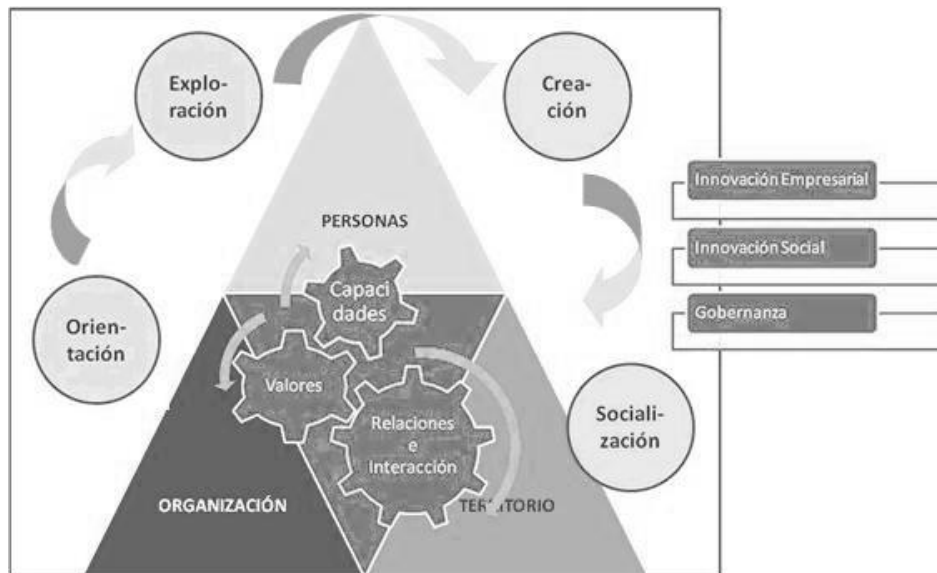 Explo-
ración
Crea-
ción
Innovación Empresarial
PERSONAS
Innovación Social
Capaci
dades
Gobernanza
Orien-
tación
Valores
Relaciones
e
Interacción
Sociali-
zación
ORGANIZACIÓN
TERRITORIO